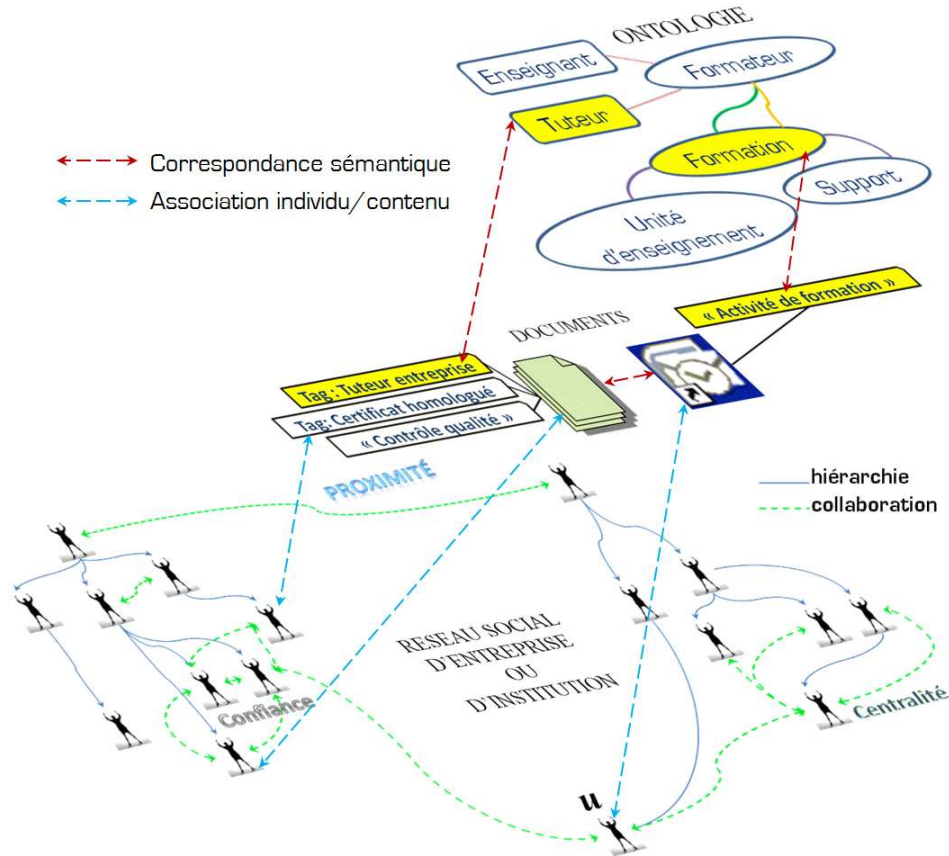 ONTOLOGIE
Enseignant
Formateur
Tuteur
Formation
Support
Unité
d'enseignement
Correspondance sémantique
Association individu/contenu
« Activité de formation »
DOCUMENTS
Tag : Tuteur entreprise
Tag: Certificat homologué
« Contrôle qualité »
PROXIMITÉ
hiérarchie
collaboration
RESEAU SOCIAL
D'ENTREPRISE
OU
D'INSTITUTION
Confiance
Centralité
u